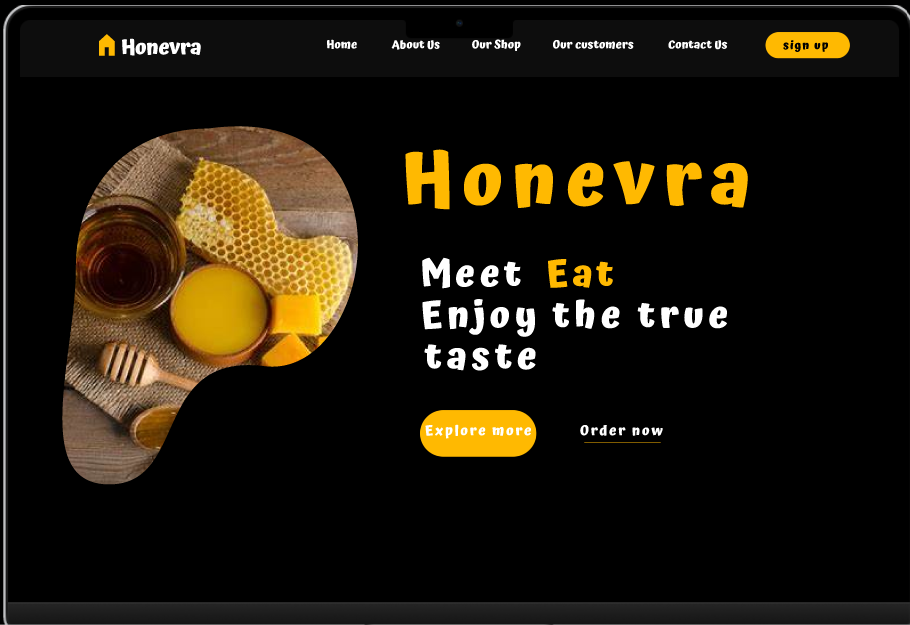 Honevra
Home About Us Our Shop Our customers Contact Us sign up
Honevra
Meet Eat
Enjoy the true
taste
Explore more Order now